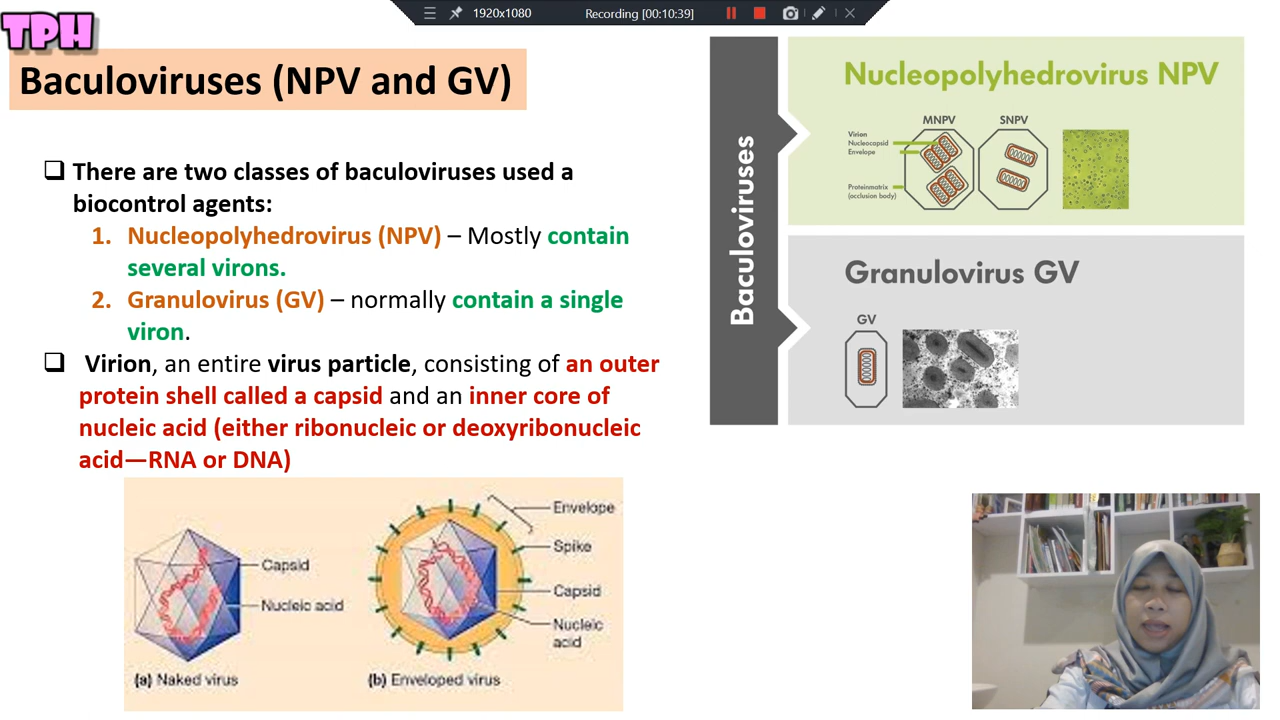 1920x1080
Recording [00:10:39]
TPH
Baculoviruses (NPV and GV)
❑ There are two classes of baculoviruses used a
biocontrol agents:
1. Nucleopolyhedrovirus (NPV) – Mostly contain
several virons.
2. Granulovirus (GV) – normally contain a single
viron.
❑ Virion, an entire virus particle, consisting of an outer
protein shell called a capsid and an inner core of
nucleic acid (either ribonucleic or deoxyribonucleic
acid—RNA or DNA)
Capsid
Nucleic acid
(a) Naked virus
Envelope
Spike
Capsid
Nucleic
acid
(b) Enveloped virus
Baculoviruses
Nucleopolyhedrovirus NPV
MNPV
SNPV
Virion
Nucleocapsid
Envelope
Proteinmatrix
(occlusion body)
Granulovirus GV
GV